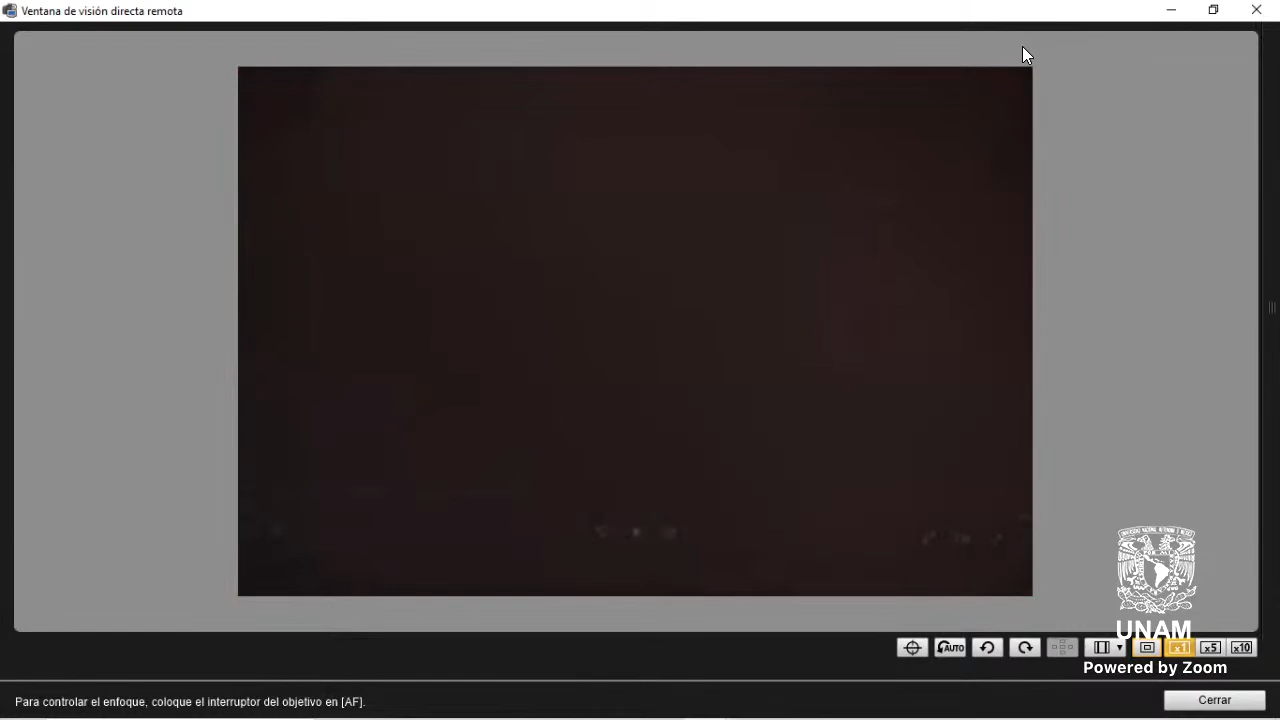 Ventana de visión directa remota
AUTO
x1
x5
x10
UNAM
Powered by Zoom
Para controlar el enfoque, coloque el interruptor del objetivo en [AF].
Cerrar